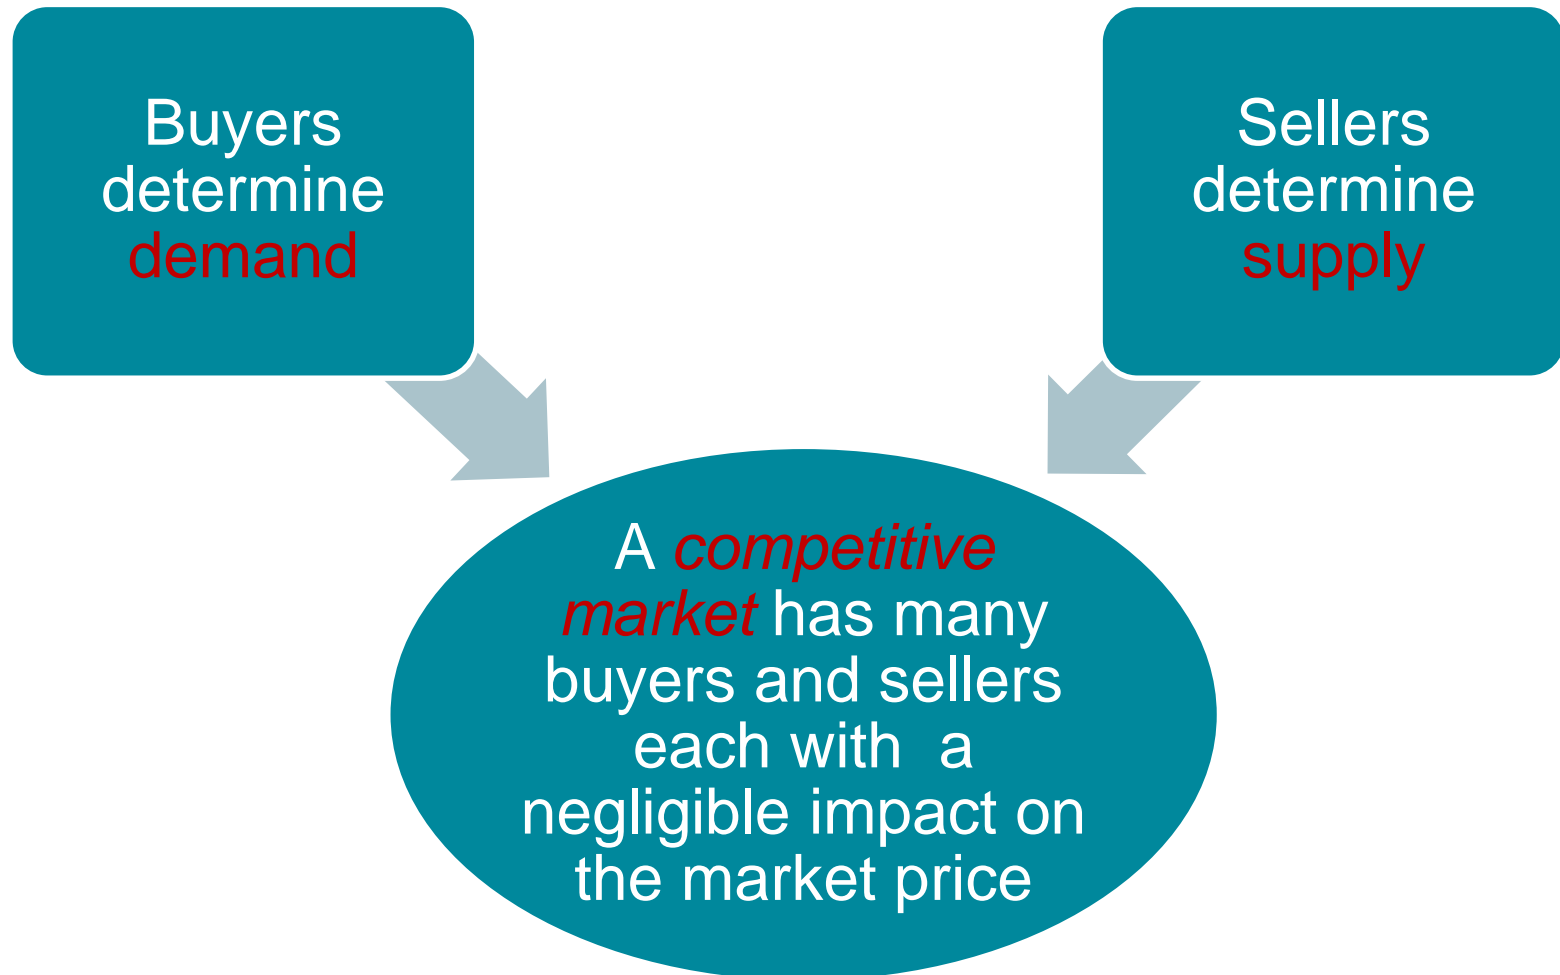 Buyers
determine
demand
Sellers
determine
supply
A competitive
market has many
buyers and sellers
each with  a
negligible impact on
the market price